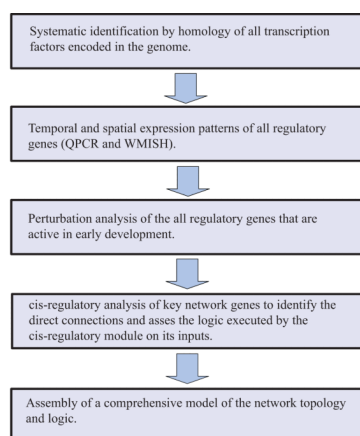 Systematic identification by homology of all transcription
factors encoded in the genome.
Temporal and spatial expression patterns of all regulatory
genes (QPCR and WMISH).
Perturbation analysis of the all regulatory genes that are
active in early development.
cis-regulatory analysis of key network genes to identify the
direct connections and asses the logic executed by the
cis-regulatory module on its inputs.
Assembly of a comprehensive model of the network topology
and logic.